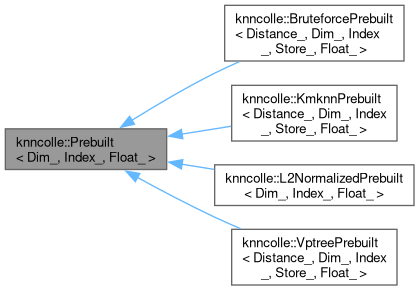 knncolle::Prebuilt
< Dim_, Index_, Float_ >
knncolle::BruteforcePrebuilt
< Distance_, Dim_, Index
_, Store_, Float_ >
knncolle::KmknnPrebuilt
< Distance_, Dim_, Index
_, Store_, Float_ >
knncolle::L2NormalizedPrebuilt
< Dim_, Index_, Float_ >
knncolle::VptreePrebuilt
< Distance_, Dim_, Index
_, Store_, Float_ >